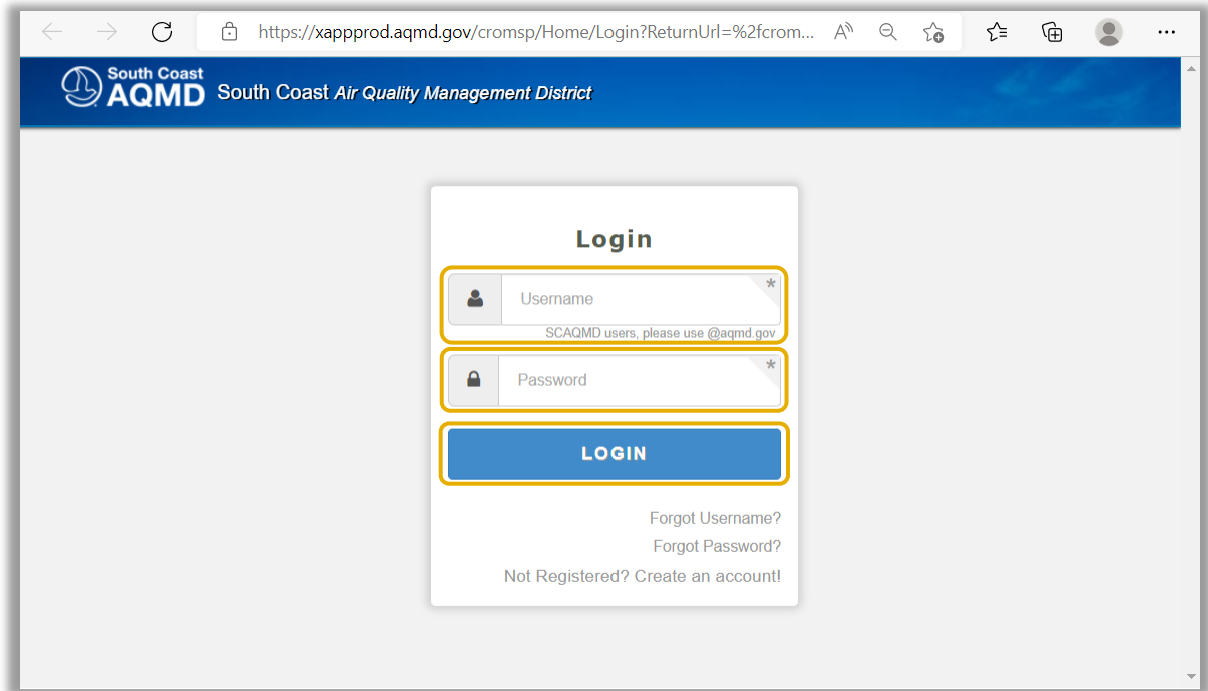 https://xappprod.aqmd.gov/cromsp/Home/Login?ReturnUrl=%2fcrom...
South Coast
AQMD
South Coast Air Quality Management District
Login
Username
*
SCAQMD users, please use @aqmd.gov
Password
*
LOGIN
Forgot Username?
Forgot Password?
Not Registered? Create an account!